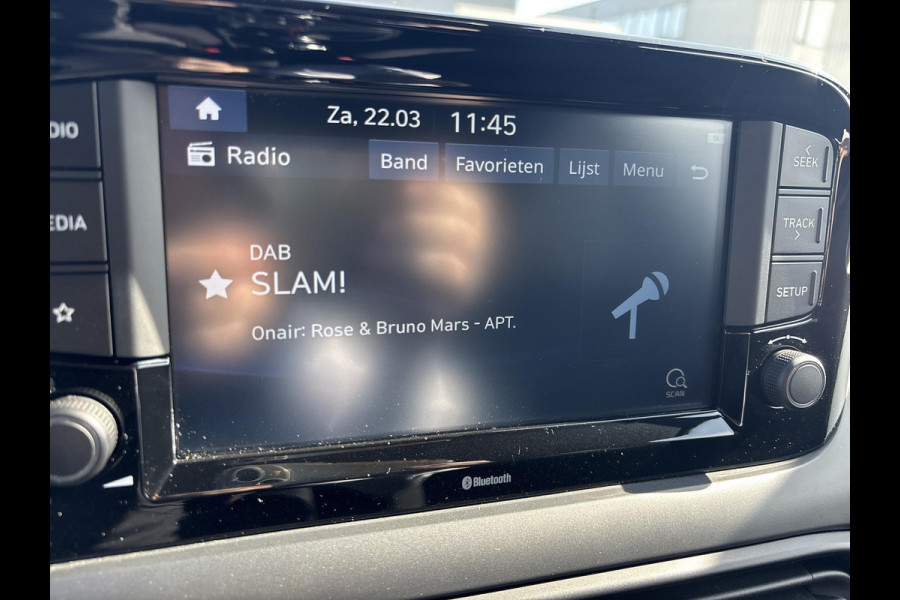 Za, 22.03 11:45
Radio Band Favorieten Lijst Menu
DAB
SLAM!
Onair: Rose & Bruno Mars - APT.
SCAN
Bluetooth
DIO
EDIA
SEEK
TRACK
SETUP